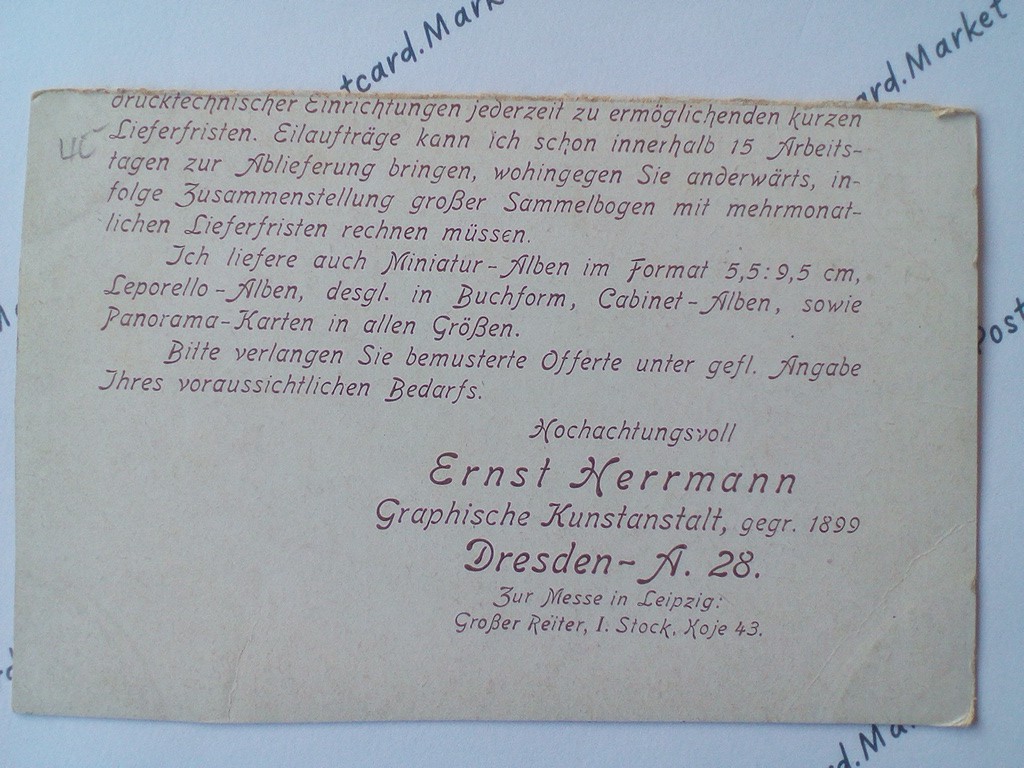 tcard.Mark
ard.Market
drucktechnischer Einrichtungen jederzeit zu ermöglichenden kurzen
Lieferfristen. Eilaufträge kann ich schon innerhalb 15 Arbeits-
tagen zur Ablieferung bringen, wohingegen Sie anderwärts, in-
folge Zusammenstellung großer Sammelbogen mit mehrmonat-
lichen Lieferfristen rechnen müssen.
Ich liefere auch Miniatur-Alben im Format 5,5:9,5 cm,
Leporello-Alben, desgl. in Buchform, Cabinet-Alben, sowie
Panorama-Karten in allen Größen.
Bitte verlangen Sie bemusterte Offerte unter gefl. Angabe
Ihres voraussichtlichen Bedarfs.
Hochachtungsvoll
Ernst Herrmann
Graphische Kunstanstalt, gegr. 1899
Dresden-A. 28.
Zur Messe in Leipzig:
Großer Reiter, I. Stock, Koje 43.
Post
d.Ma